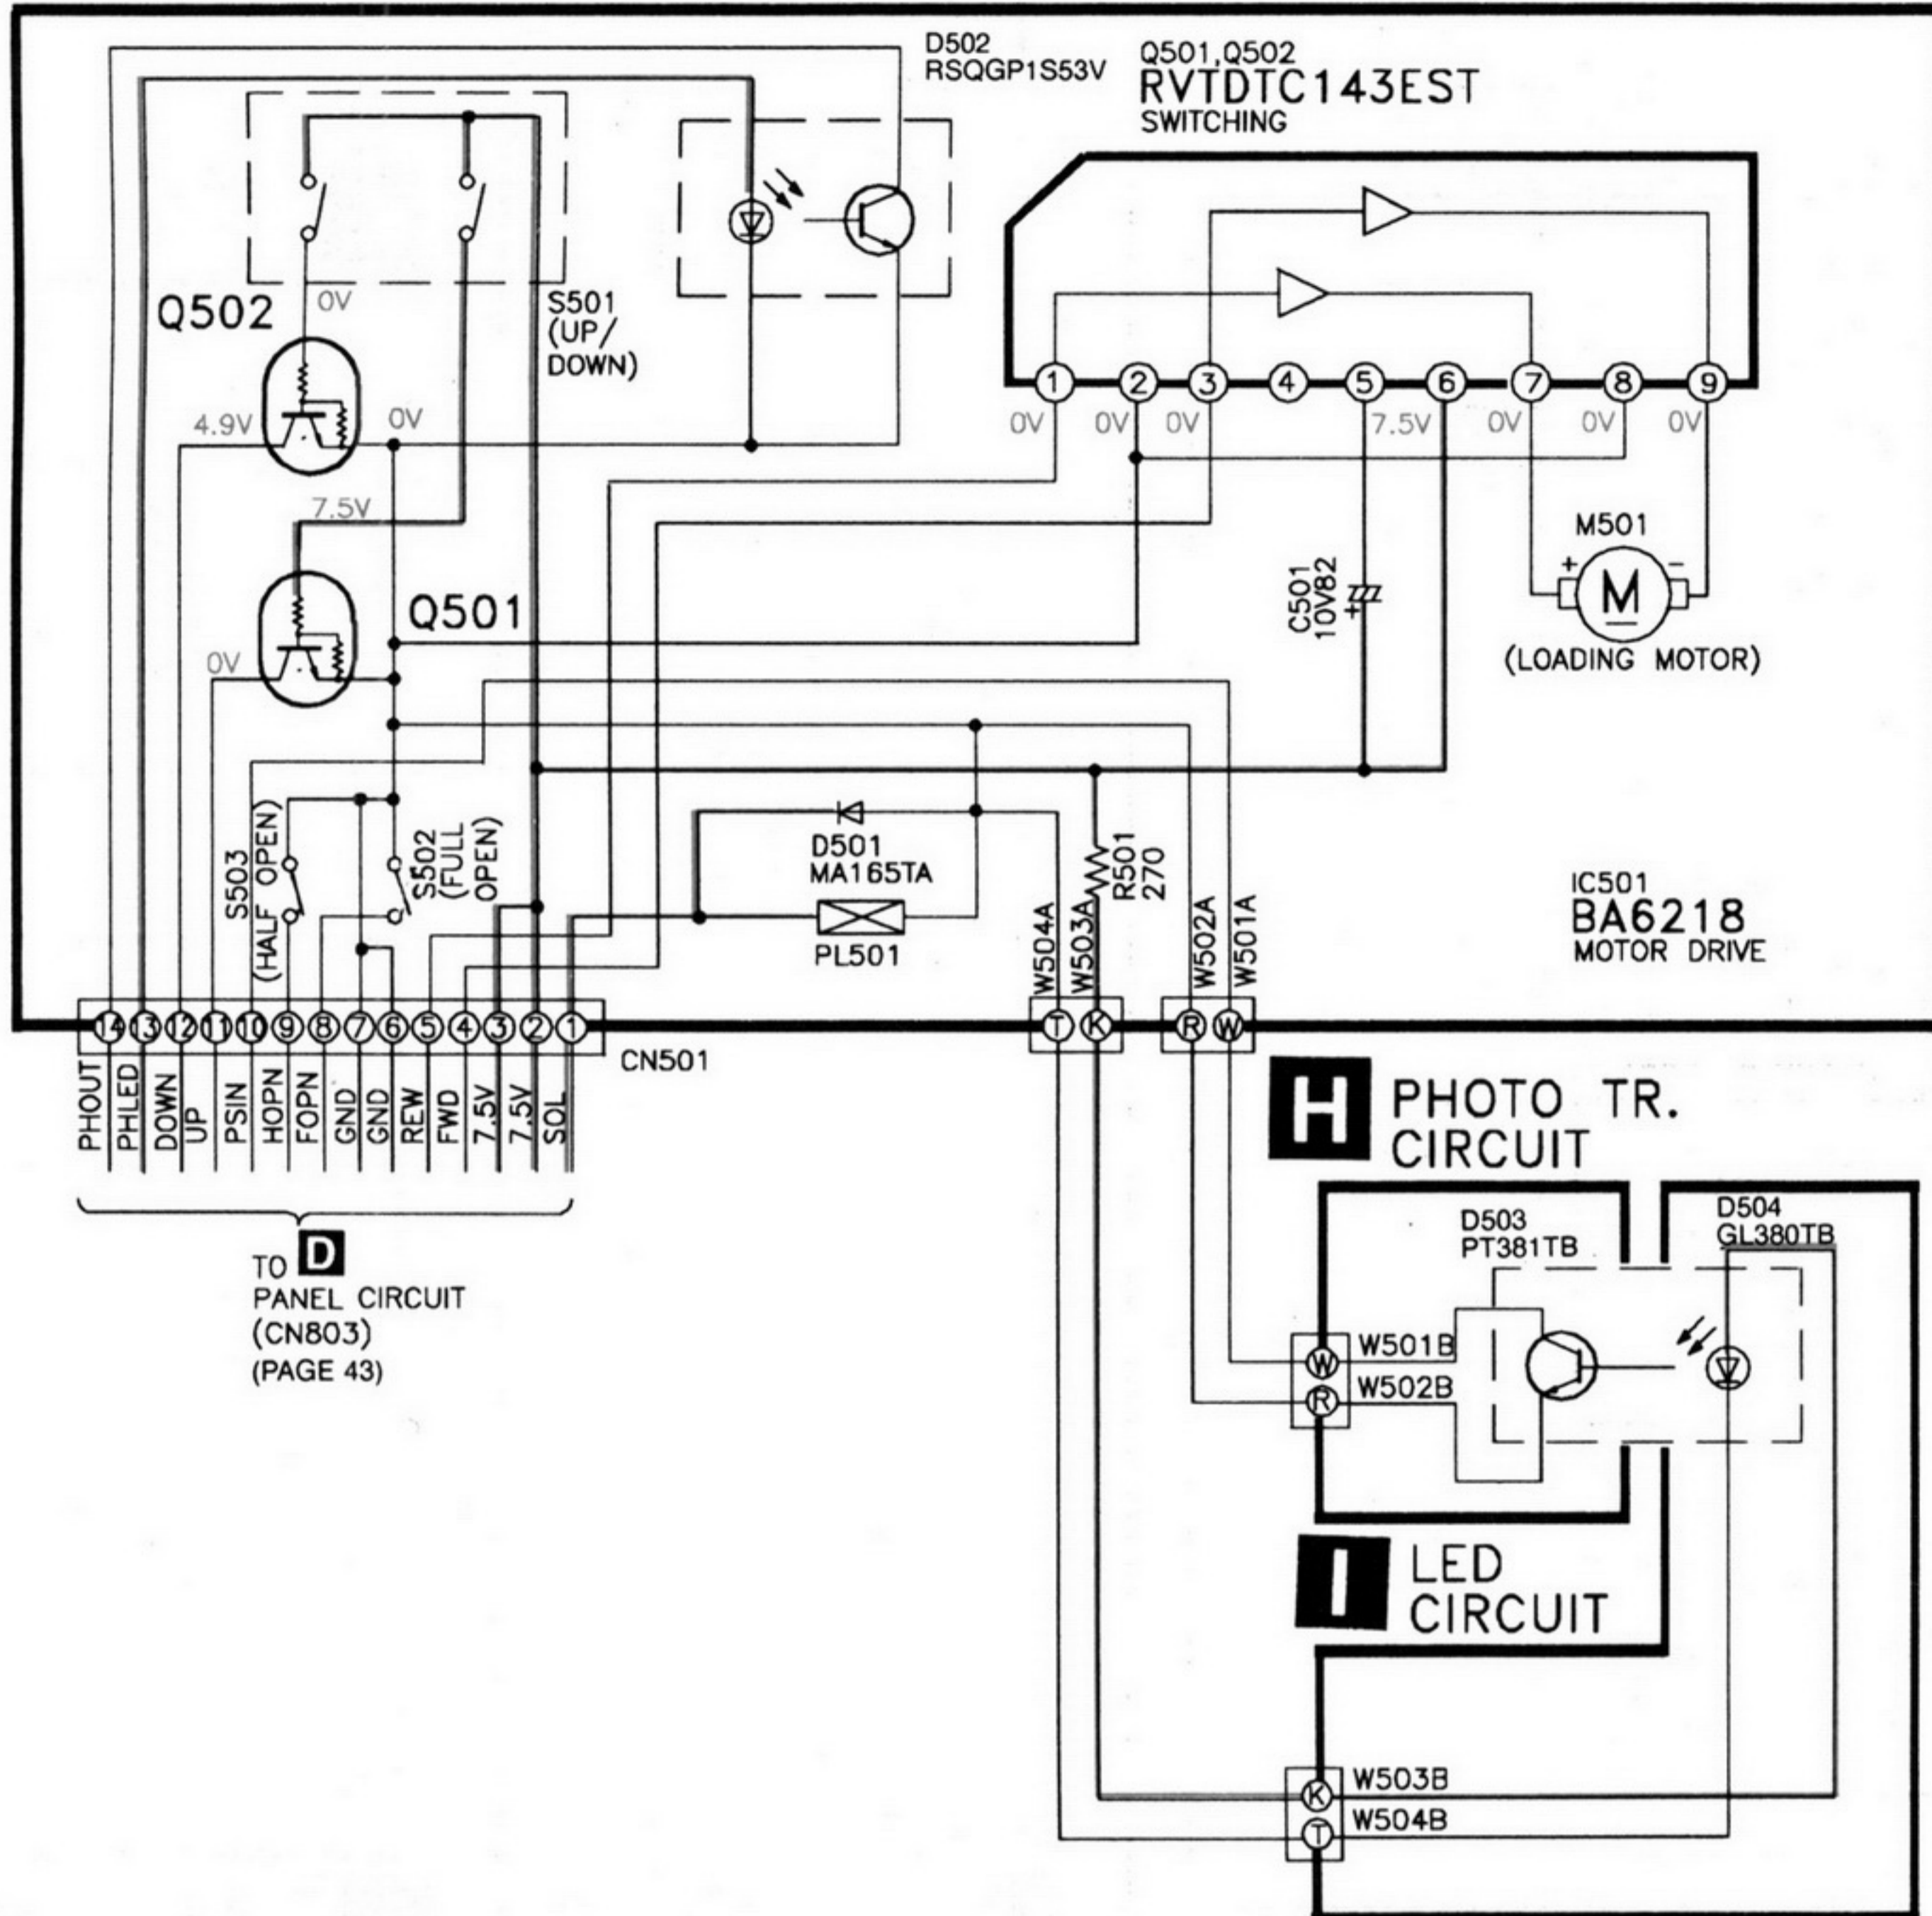 D502
RSQGP1S53V
Q501,Q502
RVTDTC143EST
SWITCHING
Q502
0V
S501
(UP/
DOWN)
4.9V
0V
7.5V
Q501
0V
1
2
3
4
5
6
7
8
9
0V
0V
0V
7.5V
0V
0V
0V
M501
+
-
M
(LOADING MOTOR)
C501
10V82
+
S503
(HALF OPEN)
S502
(FULL
OPEN)
D501
MA165TA
PL501
R501
270
W504A
W503A
W502A
W501A
IC501
BA6218
MOTOR DRIVE
14
13
12
11
10
9
8
7
6
5
4
3
2
1
T
K
R
W
CN501
PHOUT
PHLED
DOWN
UP
PSIN
HOPN
FOPN
GND
GND
REW
FWD
7.5V
7.5V
SOL
TO D
PANEL CIRCUIT
(CN803)
(PAGE 43)
H PHOTO TR.
CIRCUIT
D503
PT381TB
D504
GL380TB
W W501B
R W502B
I LED
CIRCUIT
K W503B
T W504B